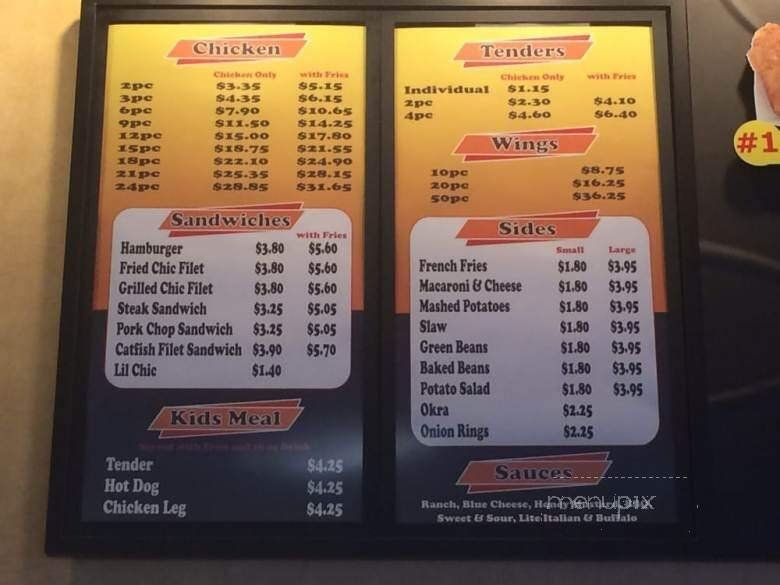 Chicken
Chicken Only with Fries
2pc $3.35 $5.15
3pc $4.35 $6.15
6pc $7.90 $10.65
9pc $11.50 $14.25
12pc $15.00 $17.80
15pc $18.75 $21.55
18pc $22.10 $24.90
21pc $25.35 $28.15
24pc $28.85 $31.65
Sandwiches
with Fries
Hamburger $3.80 $5.60
Fried Chic Filet $3.80 $5.60
Grilled Chic Filet $3.80 $5.60
Steak Sandwich $3.25 $5.05
Pork Chop Sandwich $3.25 $5.05
Catfish Filet Sandwich $3.90 $5.70
Lil Chic $1.40
Kids Meal
Served with Fries and
Tender $4.25
Hot Dog $4.25
Chicken Leg $4.25
Tenders
Chicken Only with Fries
Individual $1.15
2pc $2.30 $4.10
4pc $4.60 $6.40
Wings
10pc $8.75
20pc $16.25
50pc $36.25
Sides
Small Large
French Fries $1.80 $3.95
Macaroni & Cheese $1.80 $3.95
Mashed Potatoes $1.80 $3.95
Slaw $1.80 $3.95
Green Beans $1.80 $3.95
Baked Beans $1.80 $3.95
Potato Salad $1.80 $3.95
Okra $2.25
Onion Rings $2.25
Sauces
Ranch, Blue Cheese, Honey Mustard, BBQ
Sweet & Sour, Lite Italian & Buffalo
menupix
#1